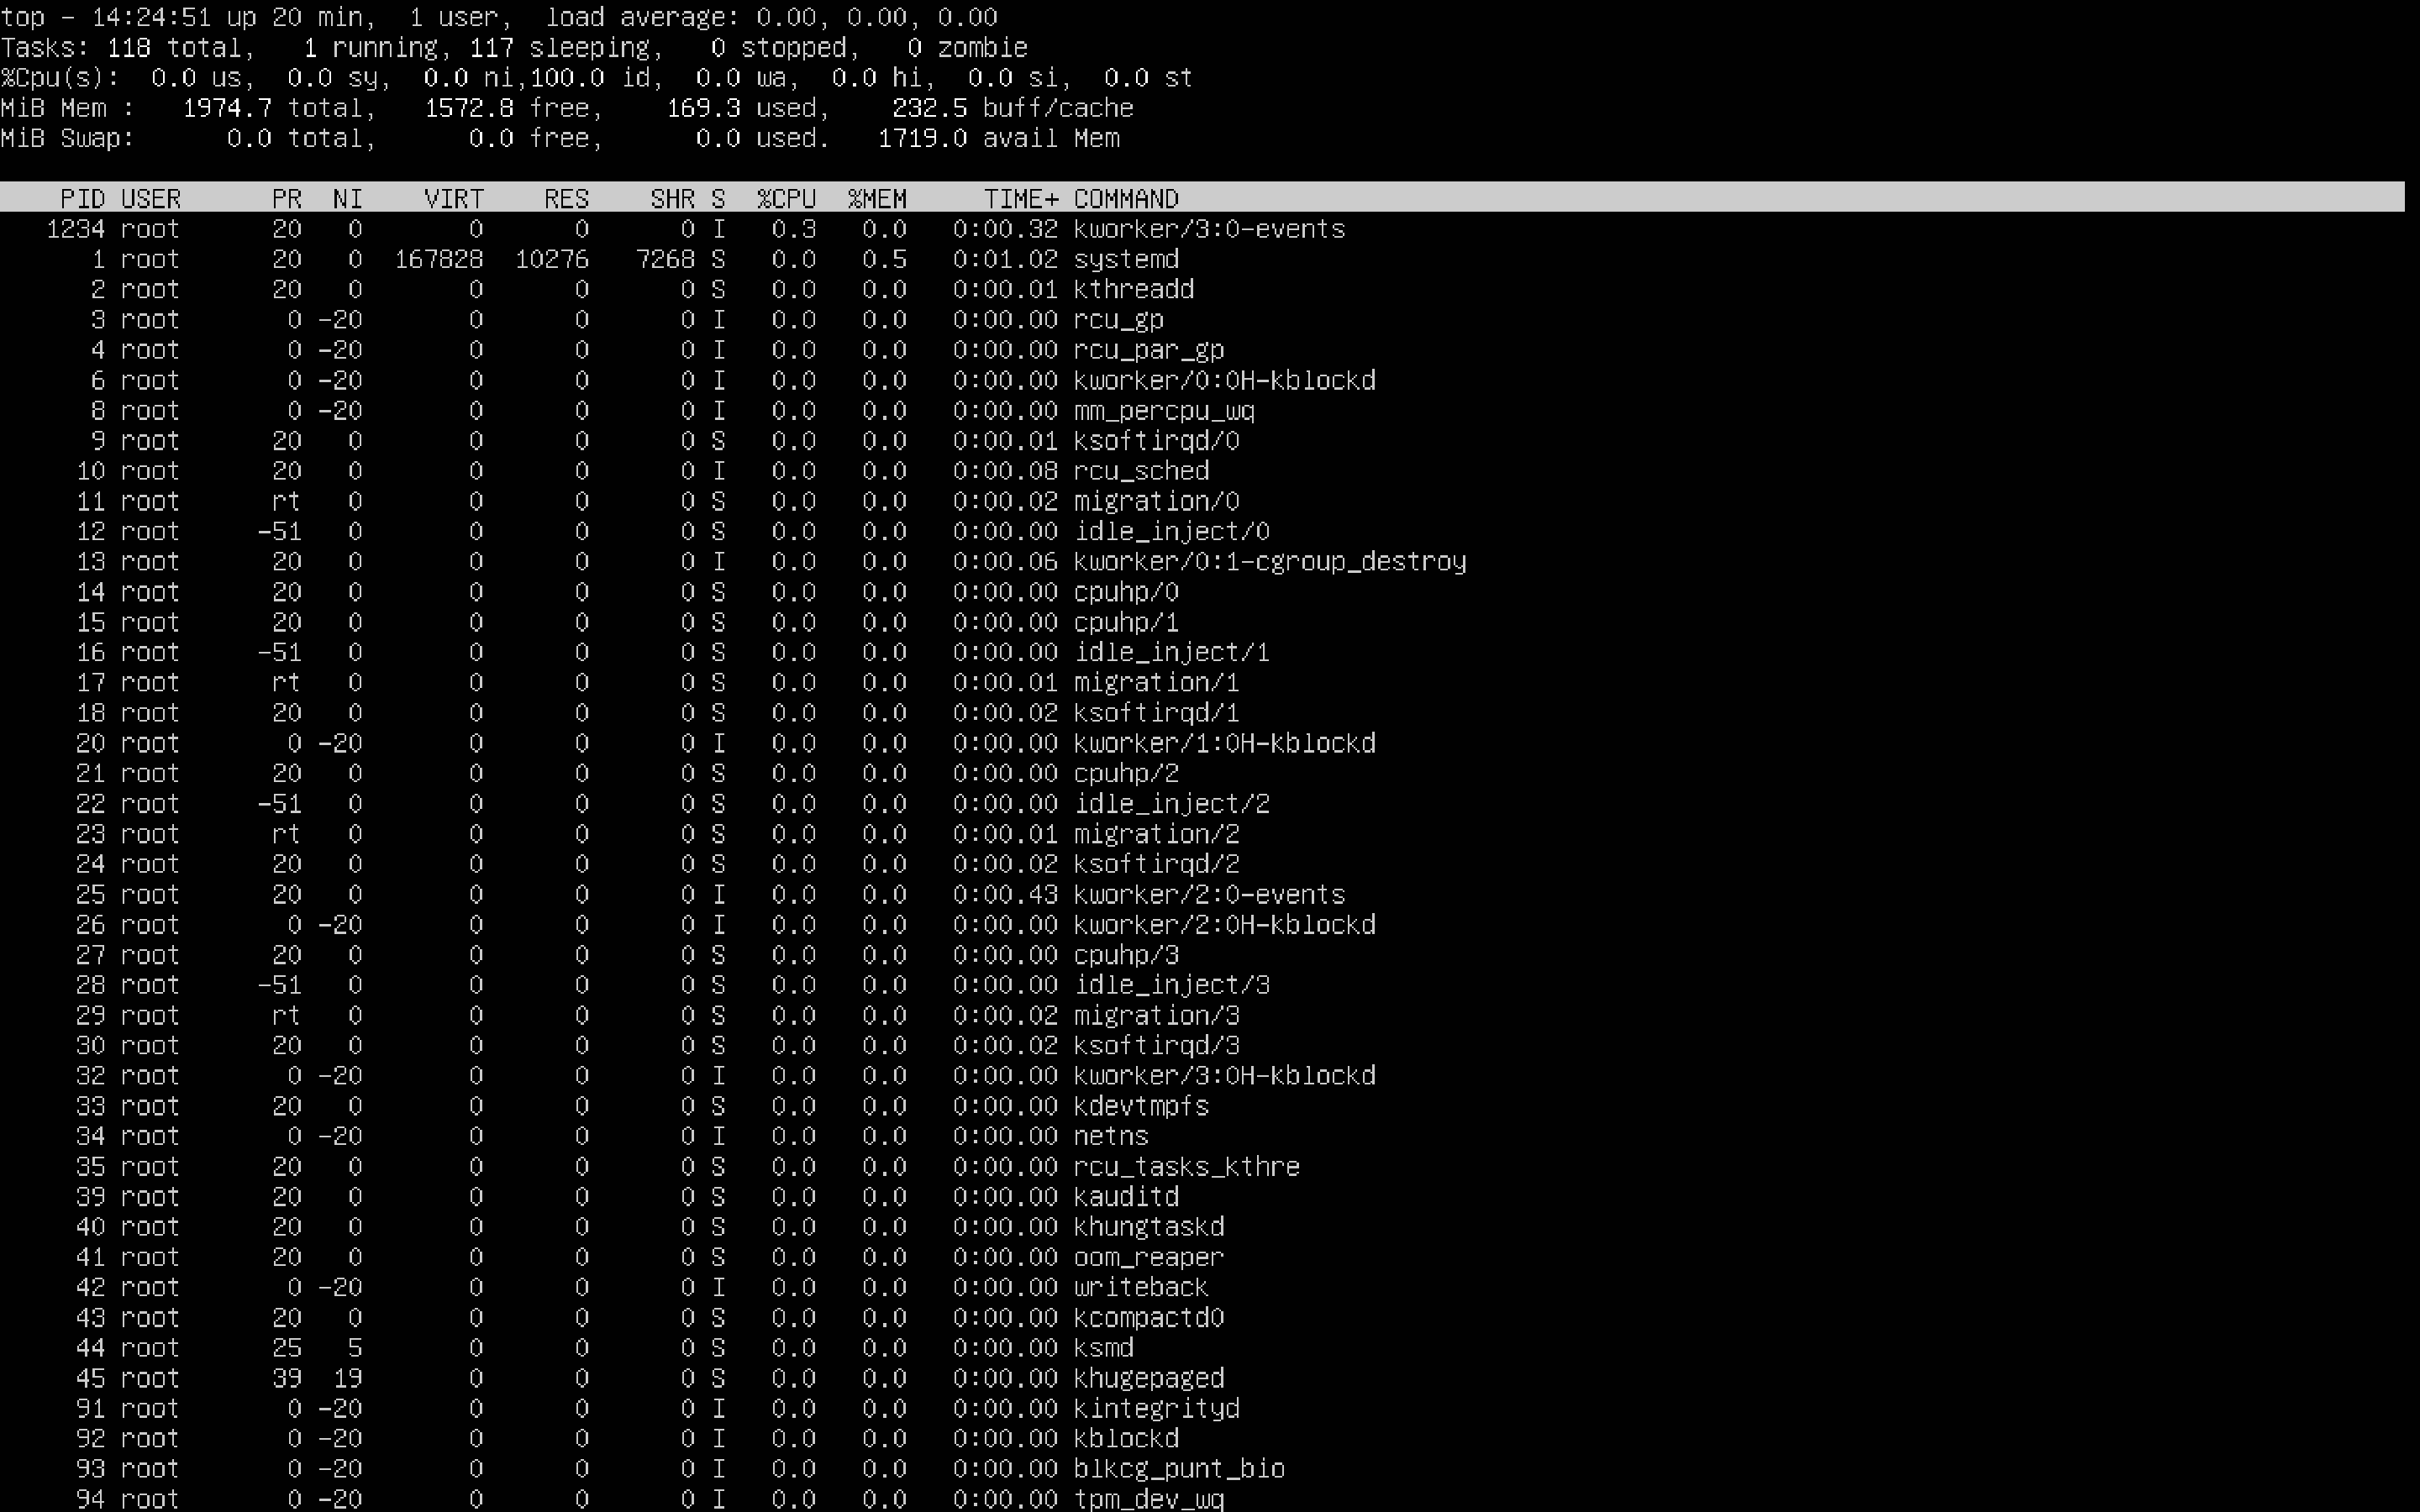 top - 14:24:51 up 20 min,  1 user,  load average: 0.00, 0.00, 0.00
Tasks: 118 total,   1 running, 117 sleeping,   0 stopped,   0 zombie
%Cpu(s):  0.0 us,  0.0 sy,  0.0 ni,100.0 id,  0.0 wa,  0.0 hi,  0.0 si,  0.0 st
MiB Mem :   1974.7 total,   1572.8 free,    169.3 used,    232.5 buff/cache
MiB Swap:      0.0 total,      0.0 free,      0.0 used.   1719.0 avail Mem
PID USER      PR  NI    VIRT    RES    SHR S  %CPU  %MEM     TIME+ COMMAND
1234 root      20   0       0      0      0 I   0.3   0.0   0:00.32 kworker/3:0-events
1 root      20   0  167828  10276   7268 S   0.0   0.5   0:01.02 systemd
2 root      20   0       0      0      0 S   0.0   0.0   0:00.01 kthreadd
3 root       0 -20       0      0      0 I   0.0   0.0   0:00.00 rcu_gp
4 root       0 -20       0      0      0 I   0.0   0.0   0:00.00 rcu_par_gp
6 root       0 -20       0      0      0 I   0.0   0.0   0:00.00 kworker/0:0H-kblockd
8 root       0 -20       0      0      0 I   0.0   0.0   0:00.00 mm_percpu_wq
9 root      20   0       0      0      0 S   0.0   0.0   0:00.01 ksoftirqd/0
10 root      20   0       0      0      0 I   0.0   0.0   0:00.08 rcu_sched
11 root      rt   0       0      0      0 S   0.0   0.0   0:00.02 migration/0
12 root     -51   0       0      0      0 S   0.0   0.0   0:00.00 idle_inject/0
13 root      20   0       0      0      0 I   0.0   0.0   0:00.06 kworker/0:1-cgroup_destroy
14 root      20   0       0      0      0 S   0.0   0.0   0:00.00 cpuhp/0
15 root      20   0       0      0      0 S   0.0   0.0   0:00.00 cpuhp/1
16 root     -51   0       0      0      0 S   0.0   0.0   0:00.00 idle_inject/1
17 root      rt   0       0      0      0 S   0.0   0.0   0:00.01 migration/1
18 root      20   0       0      0      0 S   0.0   0.0   0:00.02 ksoftirqd/1
20 root       0 -20       0      0      0 I   0.0   0.0   0:00.00 kworker/1:0H-kblockd
21 root      20   0       0      0      0 S   0.0   0.0   0:00.00 cpuhp/2
22 root     -51   0       0      0      0 S   0.0   0.0   0:00.00 idle_inject/2
23 root      rt   0       0      0      0 S   0.0   0.0   0:00.01 migration/2
24 root      20   0       0      0      0 S   0.0   0.0   0:00.02 ksoftirqd/2
25 root      20   0       0      0      0 I   0.0   0.0   0:00.43 kworker/2:0-events
26 root       0 -20       0      0      0 I   0.0   0.0   0:00.00 kworker/2:0H-kblockd
27 root      20   0       0      0      0 S   0.0   0.0   0:00.00 cpuhp/3
28 root     -51   0       0      0      0 S   0.0   0.0   0:00.00 idle_inject/3
29 root      rt   0       0      0      0 S   0.0   0.0   0:00.02 migration/3
30 root      20   0       0      0      0 S   0.0   0.0   0:00.02 ksoftirqd/3
32 root       0 -20       0      0      0 I   0.0   0.0   0:00.00 kworker/3:0H-kblockd
33 root      20   0       0      0      0 S   0.0   0.0   0:00.00 kdevtmpfs
34 root       0 -20       0      0      0 I   0.0   0.0   0:00.00 netns
35 root      20   0       0      0      0 S   0.0   0.0   0:00.00 rcu_tasks_kthre
39 root      20   0       0      0      0 S   0.0   0.0   0:00.00 kauditd
40 root      20   0       0      0      0 S   0.0   0.0   0:00.00 khungtaskd
41 root      20   0       0      0      0 S   0.0   0.0   0:00.00 oom_reaper
42 root       0 -20       0      0      0 I   0.0   0.0   0:00.00 writeback
43 root      20   0       0      0      0 S   0.0   0.0   0:00.00 kcompactd0
44 root      25   5       0      0      0 S   0.0   0.0   0:00.00 ksmd
45 root      39  19       0      0      0 S   0.0   0.0   0:00.00 khugepaged
91 root       0 -20       0      0      0 I   0.0   0.0   0:00.00 kintegrityd
92 root       0 -20       0      0      0 I   0.0   0.0   0:00.00 kblockd
93 root       0 -20       0      0      0 I   0.0   0.0   0:00.00 blkcg_punt_bio
94 root       0 -20       0      0      0 I   0.0   0.0   0:00.00 tpm_dev_wq